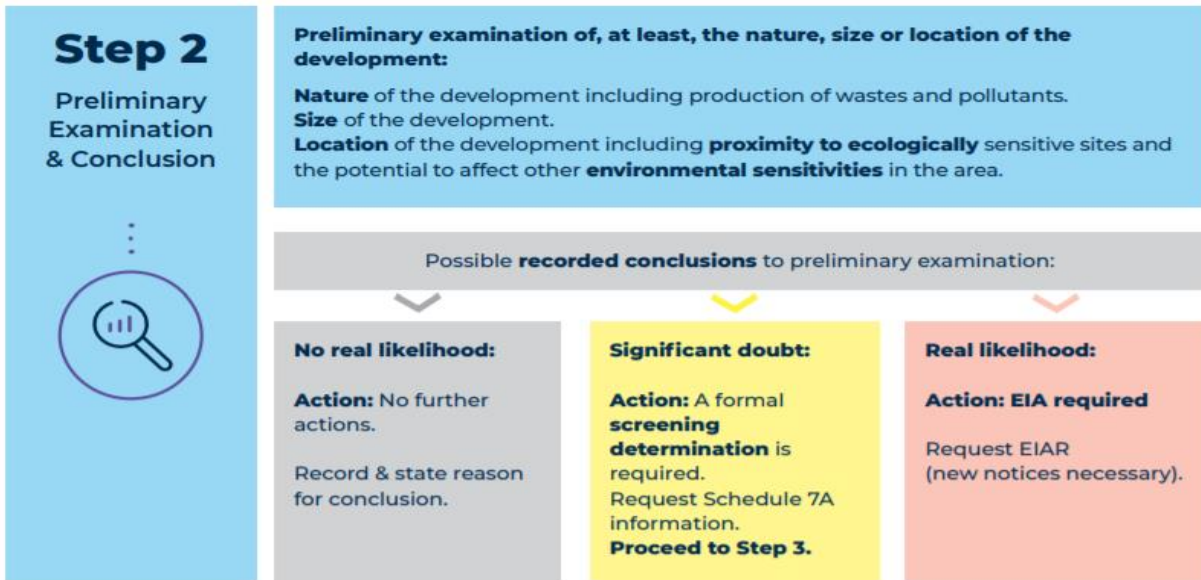 Step 2
Preliminary
Examination
& Conclusion
Preliminary examination of, at least, the nature, size or location of the
development:
Nature of the development including production of wastes and pollutants.
Size of the development.
Location of the development including proximity to ecologically sensitive sites and
the potential to affect other environmental sensitivities in the area.
Possible recorded conclusions to preliminary examination:
No real likelihood:
Action: No further
actions.
Record & state reason
for conclusion.
Significant doubt:
Action: A formal
screening
determination is
required.
Request Schedule 7A
information.
Proceed to Step 3.
Real likelihood:
Action: EIA required
Request EIAR
(new notices necessary).